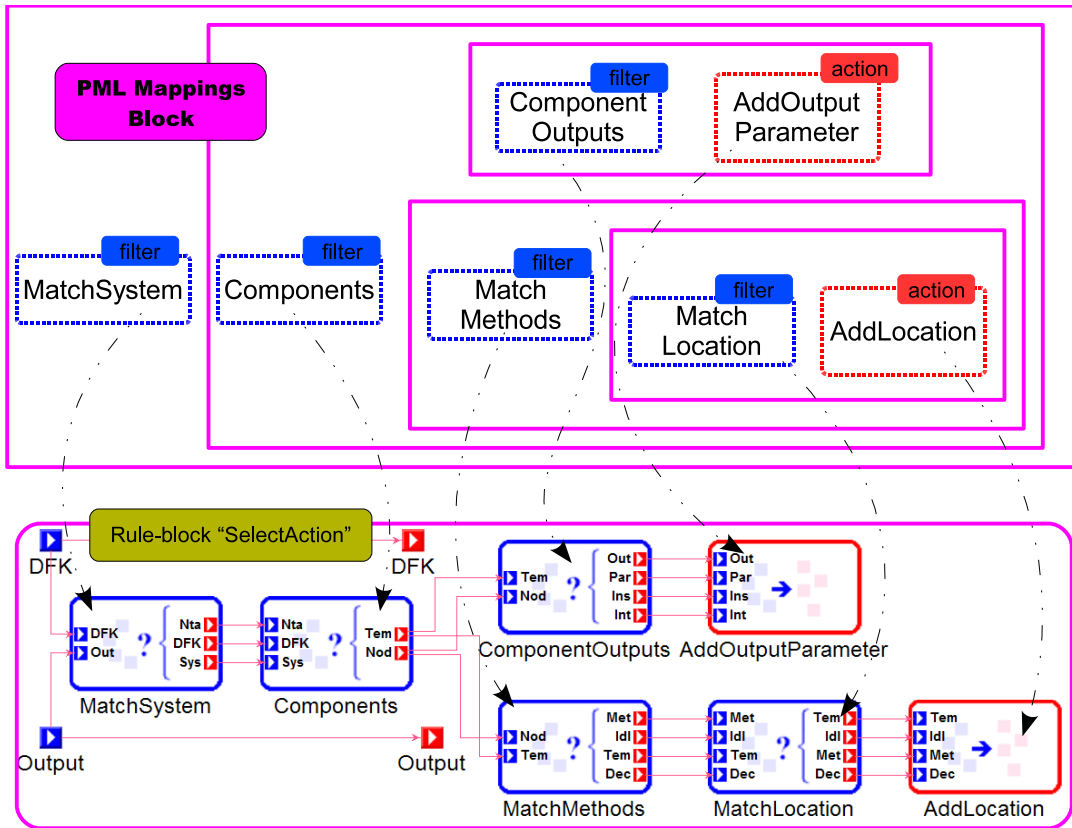 PML Mappings
Block
filter
Component
Outputs
action
AddOutput
Parameter
filter
MatchSystem
filter
Components
filter
Match
Methods
filter
Match
Location
action
AddLocation
Rule-block “SelectAction”
DFK
DFK
DFK
Out
Nta
DFK
Sys
MatchSystem
Nta
DFK
Sys
Tem
Nod
Components
Tem
Nod
Out
Par
Ins
Int
ComponentOutputs
Out
Par
Ins
Int
AddOutputParameter
Output
Output
Nod
Tem
Met
Idl
Tem
Dec
MatchMethods
Met
Idl
Tem
Dec
Tem
Idl
Met
Dec
MatchLocation
Tem
Idl
Met
Dec
AddLocation